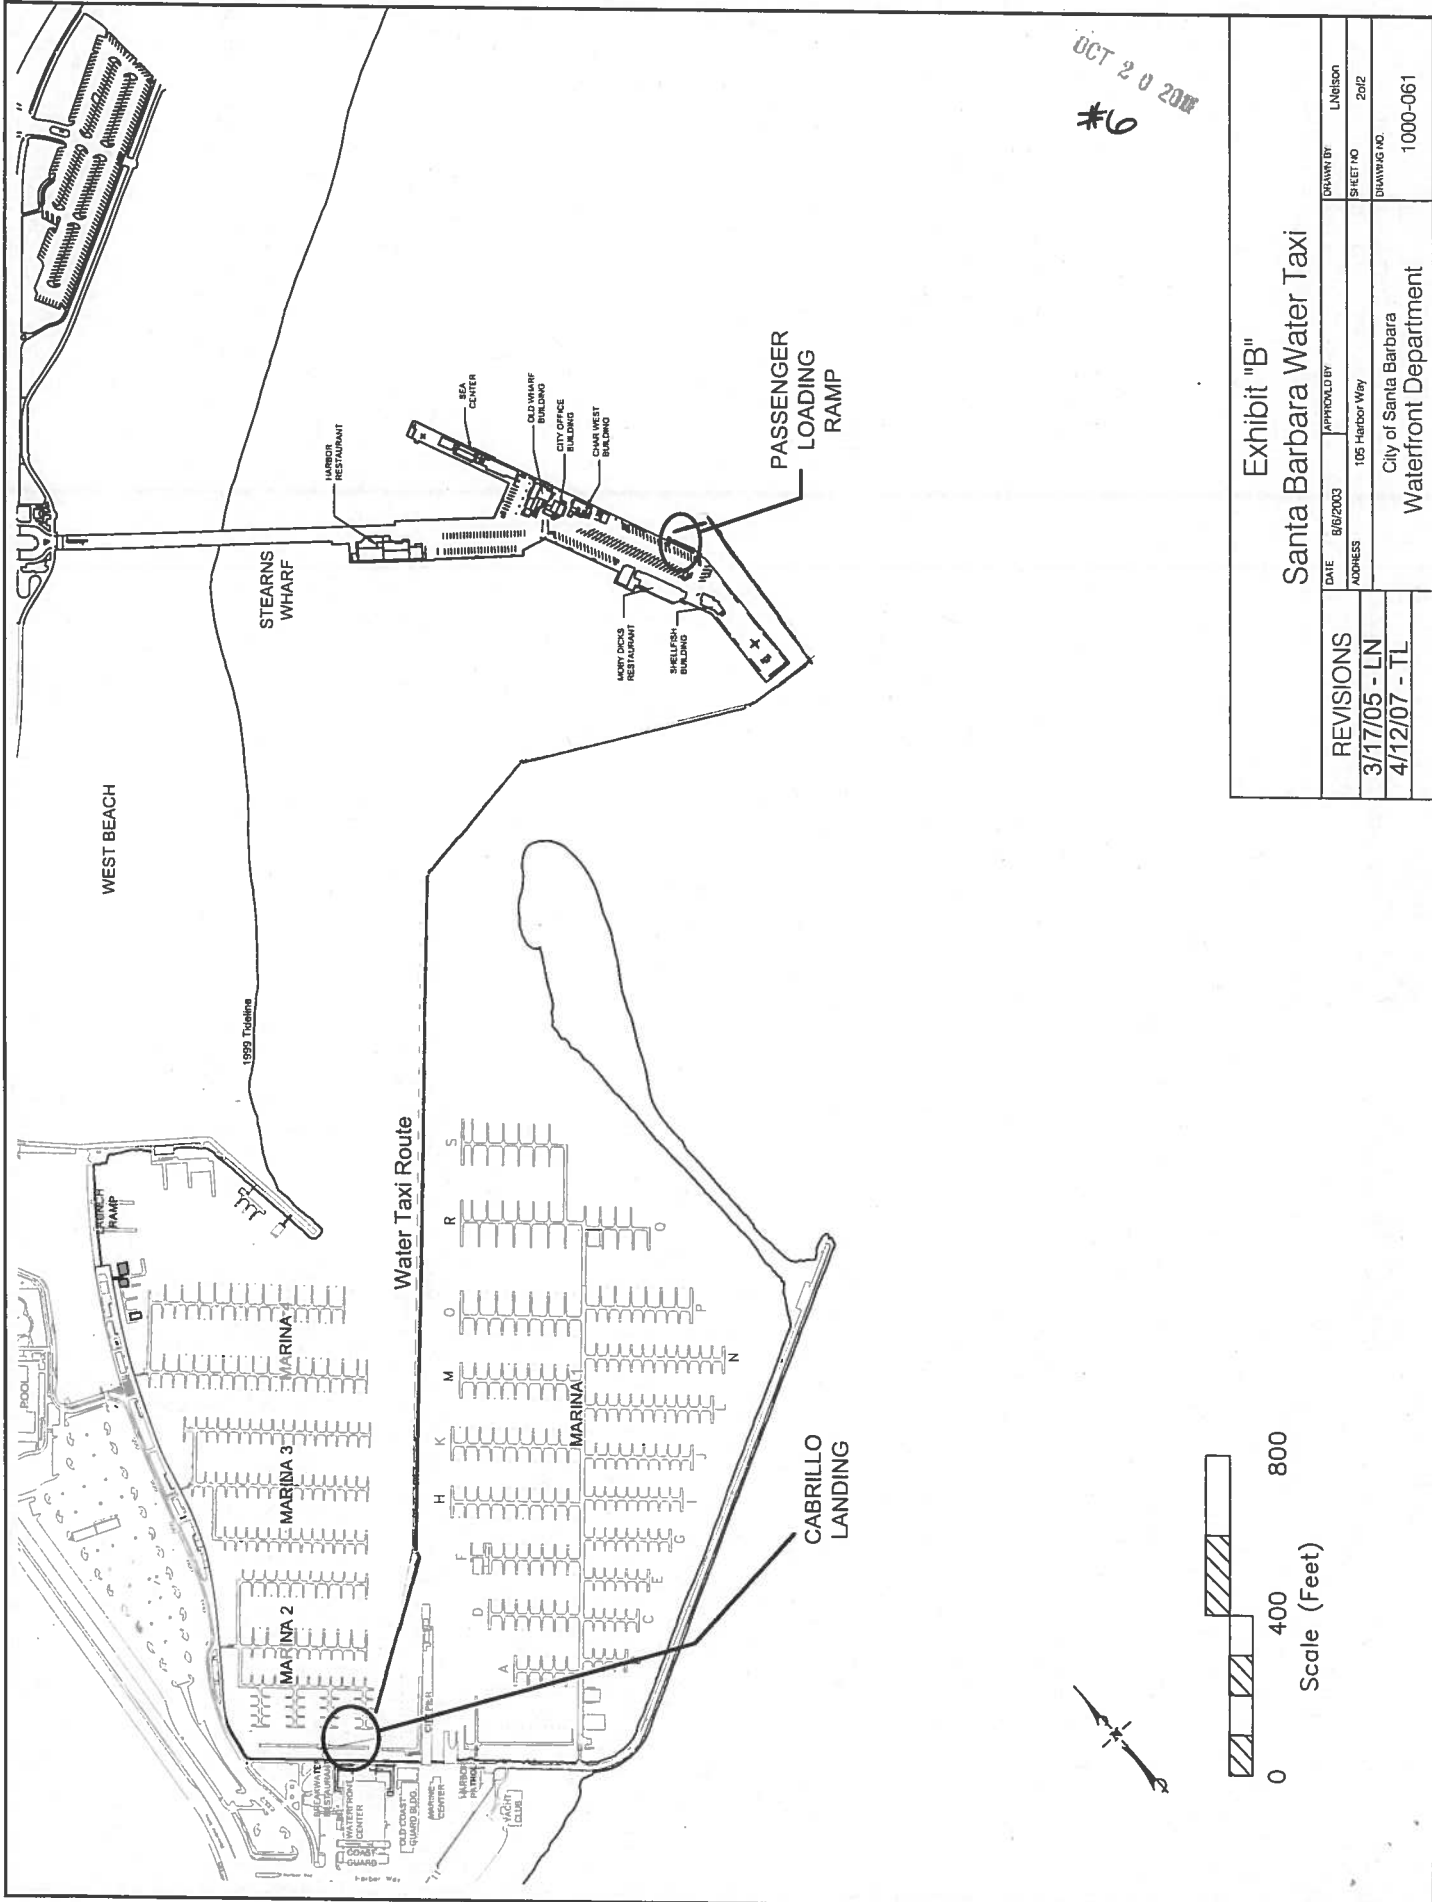 WEST BEACH
STEARNS
WHARF
HARBOR
RESTAURANT
SEA
CENTER
OLD WHARF
BUILDING
CITY OFFICE
BUILDING
CHAR WEST
BUILDING
MOBY DICKS
RESTAURANT
SHELLFISH
BUILDING
PASSENGER
LOADING
RAMP
1999 Tideline
Water Taxi Route
LAUNCH
RAMP
POOL
MARINA 4
MARINA 3
MARINA 2
MARINA 1
A
D
F
H
K
M
O
R
S
C
E
G
I
J
L
N
P
Q
CABRILLO
LANDING
BREAKWATER
RESTAURANT
WATERFRONT
CENTER
COAST
GUARD
OLD COAST
GUARD BLDG.
MARINE
CENTER
HARBOR
PATROL
CITY PIER
YACHT
CLUB
Harbor Way
0
400
800
Scale (Feet)
OCT 20
#6
Exhibit "B"
Santa Barbara Water Taxi
REVISIONS
3/17/05 - LN
4/12/07 - TL
DATE
8/6/2003
APPROVED BY
DRAWN BY
LNelson
ADDRESS
105 Harbor Way
SHEET NO
2of2
City of Santa Barbara
Waterfront Department
DRAWING NO.
1000-061